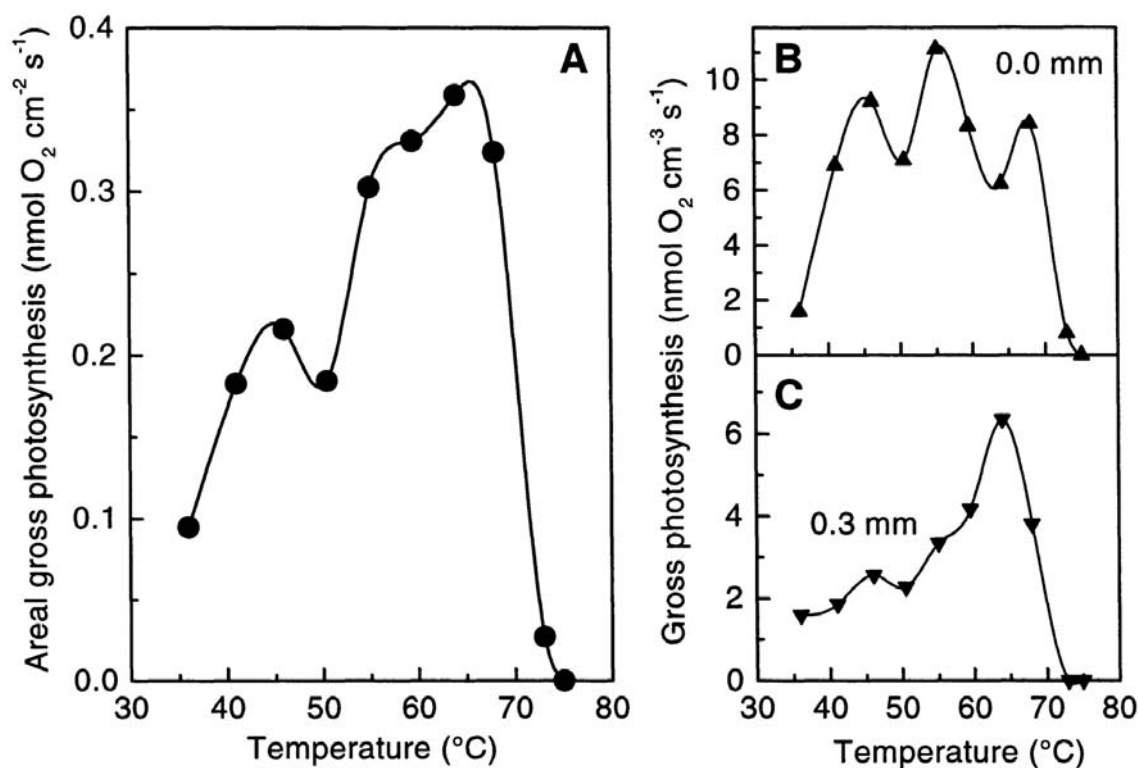 A
Areal gross photosynthesis (nmol O₂ cm⁻² s⁻¹)
0.4
0.3
0.2
0.1
0.0
30 40 50 60 70 80
Temperature (°C)
B
0.0 mm
Gross photosynthesis (nmol O₂ cm⁻³ s⁻¹)
10
8
6
4
2
0
C
0.3 mm
6
4
2
0
30 40 50 60 70 80
Temperature (°C)